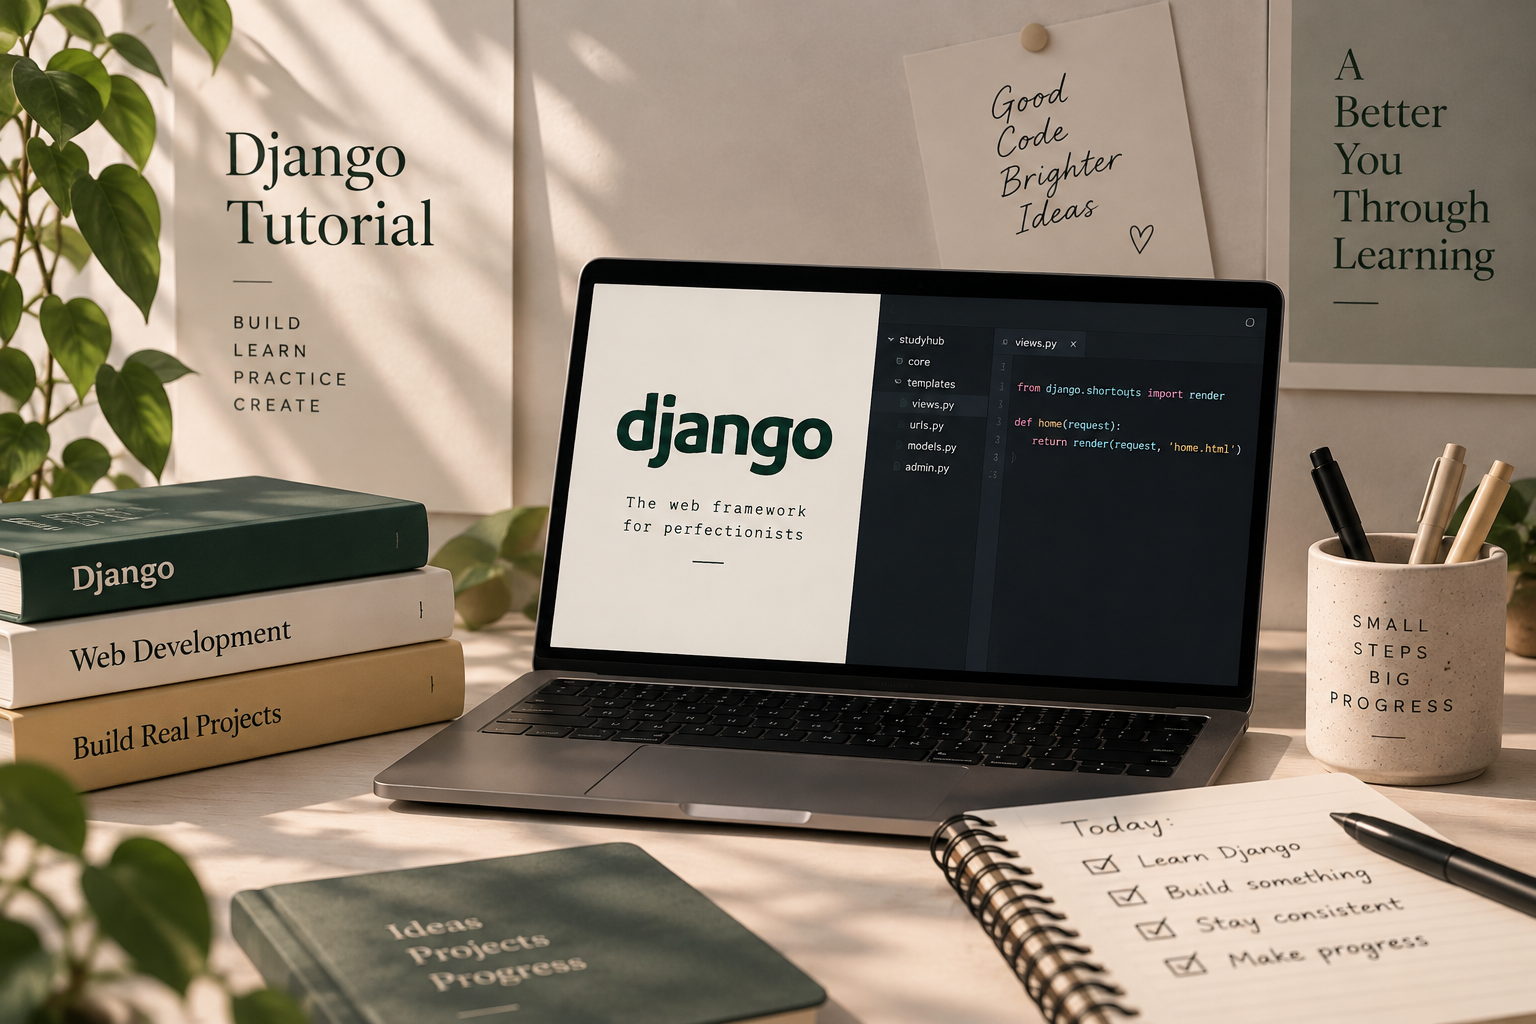 Django
Tutorial
BUILD
LEARN
PRACTICE
CREATE
Good
Code
Brighter
Ideas
A
Better
You
Through
Learning
django
The web framework
for perfectionists
studyhub
core
templates
views.py
urls.py
models.py
admin.py
views.py ×
from django.shortcuts import render
def home(request):
return render(request, 'home.html')
Django
Web Development
Build Real Projects
SMALL
STEPS
BIG
PROGRESS
Ideas
Projects
Progress
Today:
Learn Django
Build something
Stay consistent
Make progress